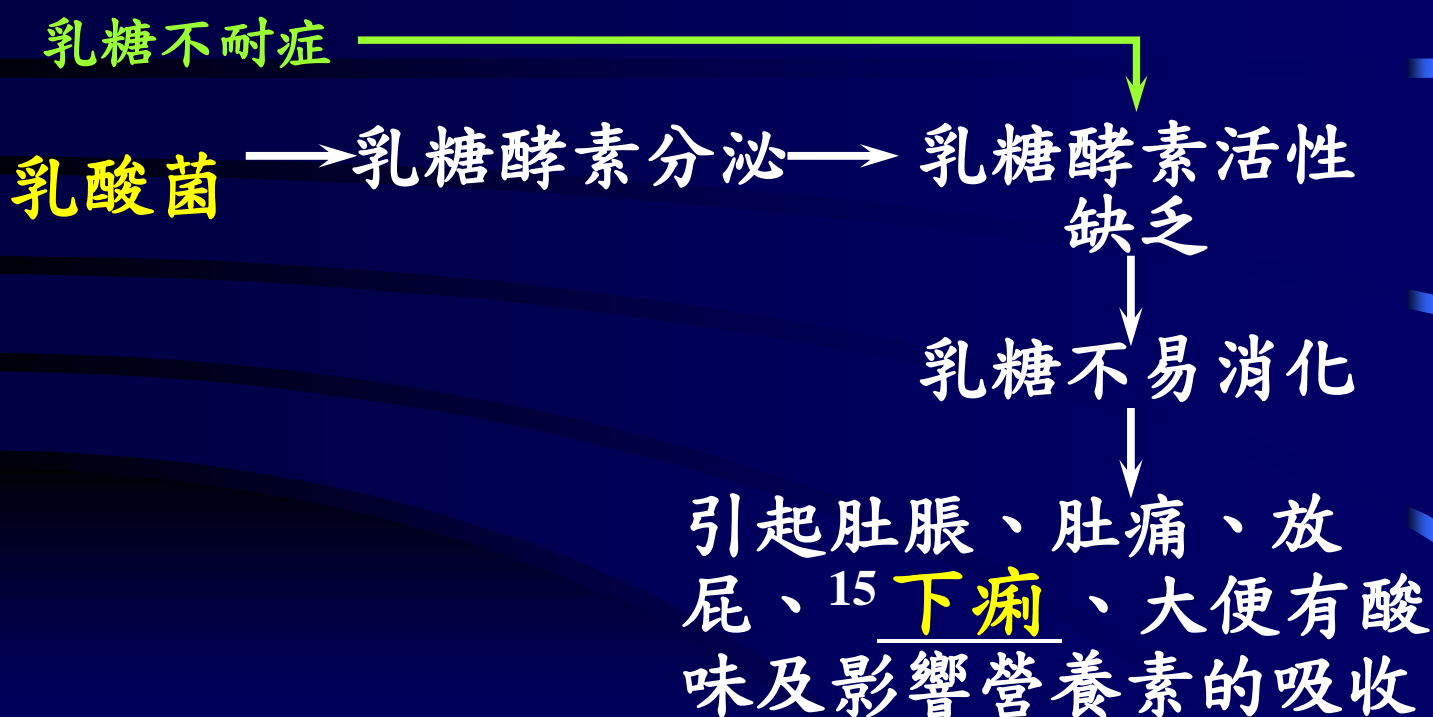 乳糖不耐症
乳酸菌
乳糖酵素分泌
乳糖酵素活性
缺乏
乳糖不易消化
引起肚脹、肚痛、放
屁、15 下痢 、大便有酸
味及影響營養素的吸收